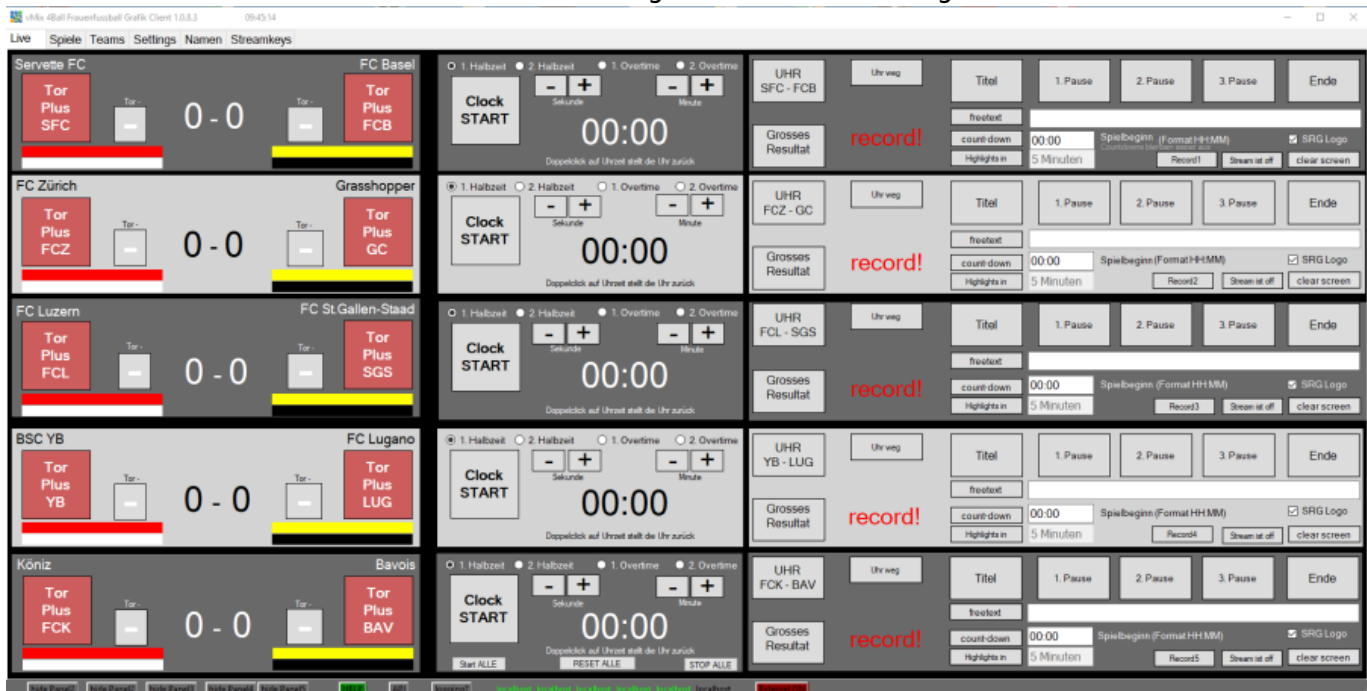 vMix 4Ball Frauenfussball Grafik Client 1.0.8.3 09:45:14
Live Spiele Teams Settings Namen Streamkeys
Servette FC FC Basel
Tor Plus SFC
Tor -
0 - 0
Tor -
Tor Plus FCB
1. Halbzeit 2. Halbzeit 1. Overtime 2. Overtime
Clock START
- + - +
Sekunde Minute
00:00
Doppelclick auf Uhrzeit stellt die Uhr zurück
UHR SFC - FCB
Uhr weg
Titel 1. Pause 2. Pause 3. Pause Ende
freetext
Grosses Resultat
record!
count-down 00:00 Spielbeginn (Format HH:MM) SRG Logo
Highlights in 5 Minuten Record1 Stream ist off clear screen
FC Zürich Grasshopper
Tor Plus FCZ
Tor -
0 - 0
Tor -
Tor Plus GC
1. Halbzeit 2. Halbzeit 1. Overtime 2. Overtime
Clock START
- + - +
Sekunde Minute
00:00
Doppelclick auf Uhrzeit stellt die Uhr zurück
UHR FCZ - GC
Uhr weg
Titel 1. Pause 2. Pause 3. Pause Ende
freetext
Grosses Resultat
record!
count-down 00:00 Spielbeginn (Format HH:MM) SRG Logo
Highlights in 5 Minuten Record2 Stream ist off clear screen
FC Luzern FC St.Gallen-Staad
Tor Plus FCL
Tor -
0 - 0
Tor -
Tor Plus SGS
1. Halbzeit 2. Halbzeit 1. Overtime 2. Overtime
Clock START
- + - +
Sekunde Minute
00:00
Doppelclick auf Uhrzeit stellt die Uhr zurück
UHR FCL - SGS
Uhr weg
Titel 1. Pause 2. Pause 3. Pause Ende
freetext
Grosses Resultat
record!
count-down 00:00 Spielbeginn (Format HH:MM) SRG Logo
Highlights in 5 Minuten Record3 Stream ist off clear screen
BSC YB FC Lugano
Tor Plus YB
Tor -
0 - 0
Tor -
Tor Plus LUG
1. Halbzeit 2. Halbzeit 1. Overtime 2. Overtime
Clock START
- + - +
Sekunde Minute
00:00
Doppelclick auf Uhrzeit stellt die Uhr zurück
UHR YB - LUG
Uhr weg
Titel 1. Pause 2. Pause 3. Pause Ende
freetext
Grosses Resultat
record!
count-down 00:00 Spielbeginn (Format HH:MM) SRG Logo
Highlights in 5 Minuten Record4 Stream ist off clear screen
Köniz Bavois
Tor Plus FCK
Tor -
0 - 0
Tor -
Tor Plus BAV
1. Halbzeit 2. Halbzeit 1. Overtime 2. Overtime
Clock START
- + - +
Sekunde Minute
00:00
Doppelclick auf Uhrzeit stellt die Uhr zurück
Start ALLE RESET ALLE STOP ALLE
UHR FCK - BAV
Uhr weg
Titel 1. Pause 2. Pause 3. Pause Ende
freetext
Grosses Resultat
record!
count-down 00:00 Spielbeginn (Format HH:MM) SRG Logo
Highlights in 5 Minuten Record5 Stream ist off clear screen